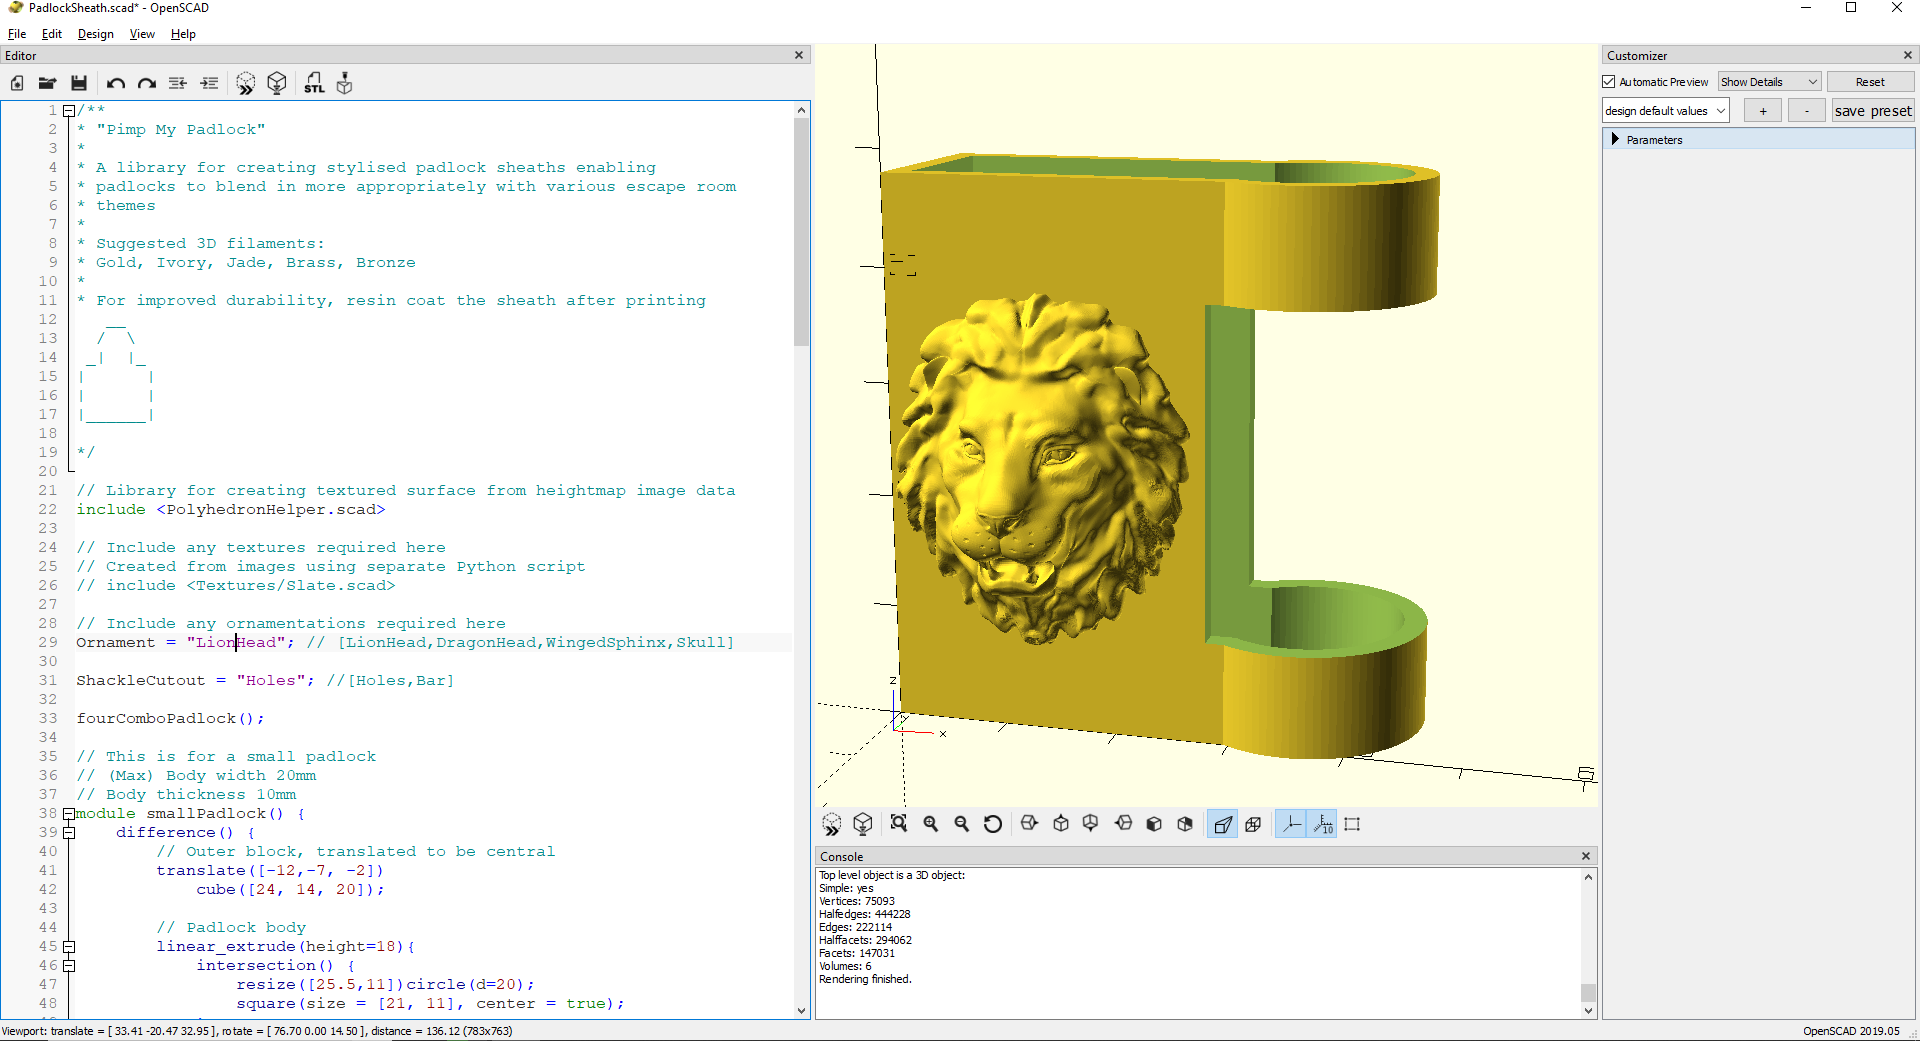 PadlockSheath.scad* - OpenSCAD
File Edit Design View Help
Editor
STL
1 /**
2 * "Pimp My Padlock"
3 *
4 * A library for creating stylised padlock sheaths enabling
5 * padlocks to blend in more appropriately with various escape room
6 * themes
7 *
8 * Suggested 3D filaments:
9 * Gold, Ivory, Jade, Brass, Bronze
10 *
11 * For improved durability, resin coat the sheath after printing
12    __
13   /  \
14  _|  |_
15 |      |
16 |      |
17 |______|
18
19 */
20
21 // Library for creating textured surface from heightmap image data
22 include <PolyhedronHelper.scad>
23
24 // Include any textures required here
25 // Created from images using separate Python script
26 // include <Textures/Slate.scad>
27
28 // Include any ornamentations required here
29 Ornament = "LionHead"; // [LionHead,DragonHead,WingedSphinx,Skull]
30
31 ShackleCutout = "Holes"; //[Holes,Bar]
32
33 fourComboPadlock();
34
35 // This is for a small padlock
36 // (Max) Body width 20mm
37 // Body thickness 10mm
38 module smallPadlock() {
39     difference() {
40         // Outer block, translated to be central
41         translate([-12,-7, -2])
42             cube([24, 14, 20]);
43
44         // Padlock body
45         linear_extrude(height=18){
46             intersection() {
47                 resize([25.5,11])circle(d=20);
48                 square(size = [21, 11], center = true);
z
x
10
Console
Top level object is a 3D object:
Simple: yes
Vertices: 75093
Halfedges: 444228
Edges: 222114
Halffacets: 294062
Facets: 147031
Volumes: 6
Rendering finished.
Customizer
Automatic Preview Show Details Reset
design default values + - save preset
Parameters
Viewport: translate = [ 33.41 -20.47 32.95 ], rotate = [ 76.70 0.00 14.50 ], distance = 136.12 (783x763)
OpenSCAD 2019.05